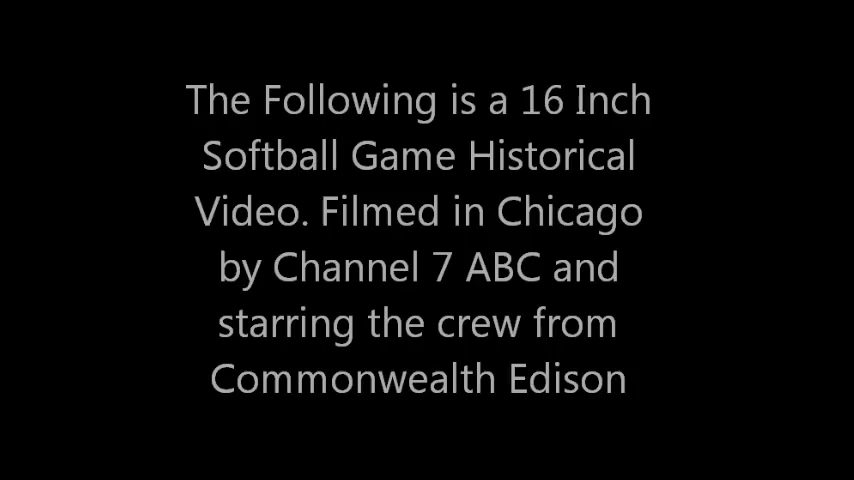 The Following is a 16 Inch
Softball Game Historical
Video. Filmed in Chicago
by Channel 7 ABC and
starring the crew from
Commonwealth Edison